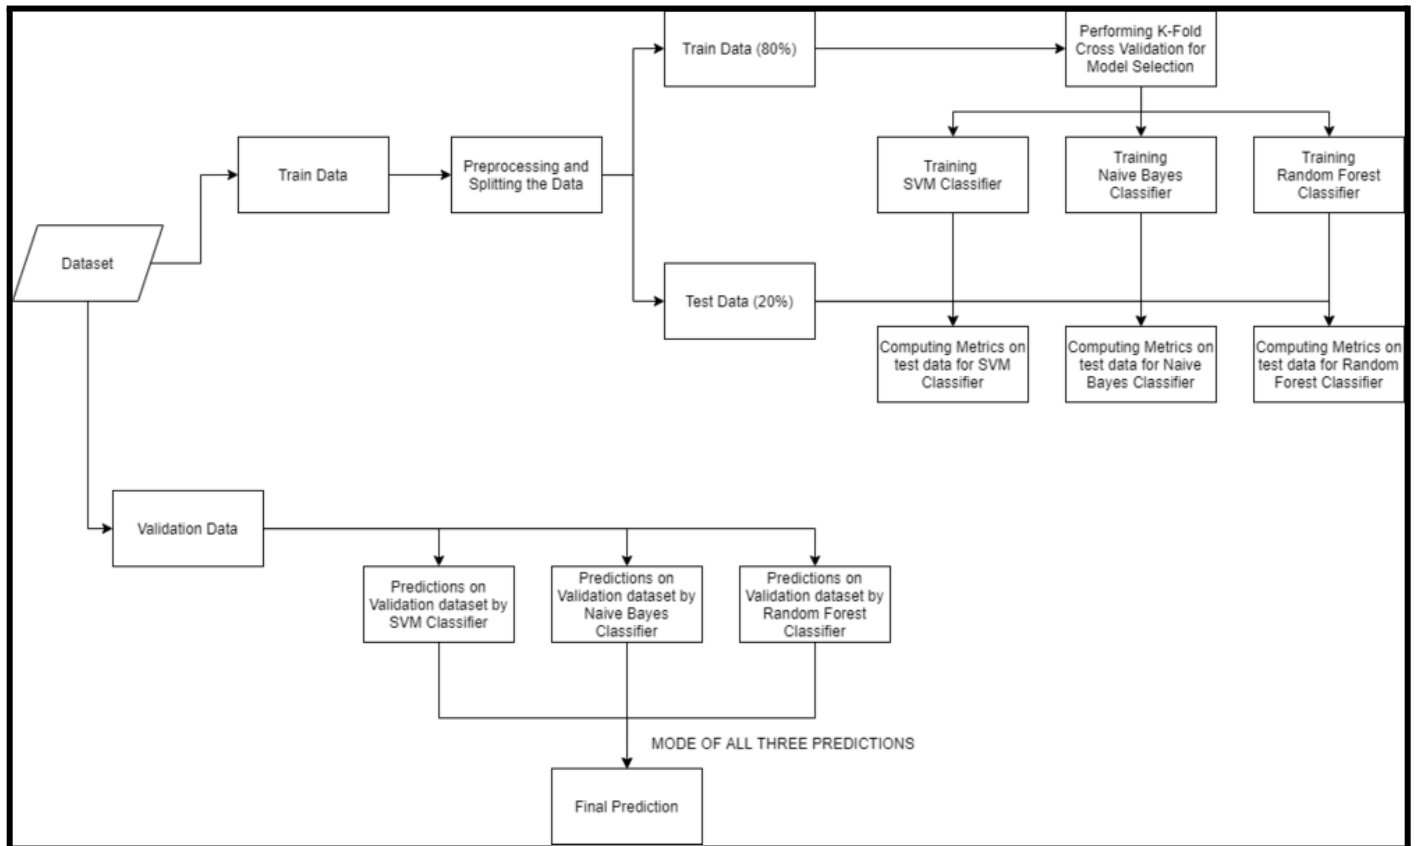 Train Data (80%)
Performing K-Fold
Cross Validation for
Model Selection
Train Data
Preprocessing and
Splitting the Data
Training
SVM Classifier
Training
Naive Bayes
Classifier
Training
Random Forest
Classifier
Dataset
Test Data (20%)
Computing Metrics on
test data for SVM
Classifier
Computing Metrics on
test data for Naive
Bayes Classifier
Computing Metrics on
test data for Random
Forest Classifier
Validation Data
Predictions on
Validation dataset by
SVM Classifier
Predictions on
Validation dataset by
Naive Bayes
Classifier
Predictions on
Validation dataset by
Random Forest
Classifier
MODE OF ALL THREE PREDICTIONS
Final Prediction